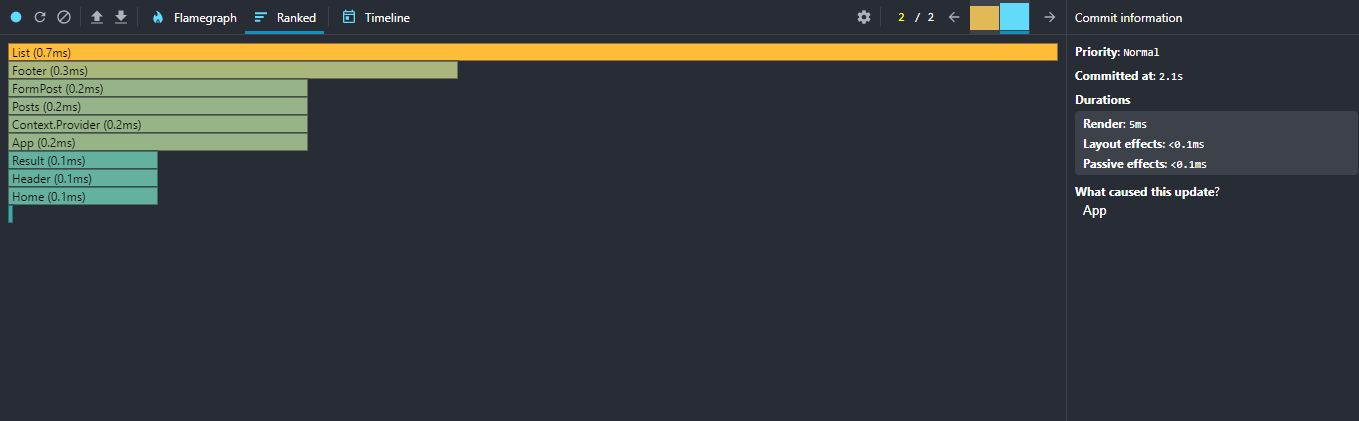 Flamegraph Ranked Timeline 2 / 2 Commit information
List (0.7ms)
Footer (0.3ms)
FormPost (0.2ms)
Posts (0.2ms)
Context.Provider (0.2ms)
App (0.2ms)
Result (0.1ms)
Header (0.1ms)
Home (0.1ms)
Priority: Normal
Committed at: 2.1s
Durations
Render: 5ms
Layout effects: <0.1ms
Passive effects: <0.1ms
What caused this update?
App